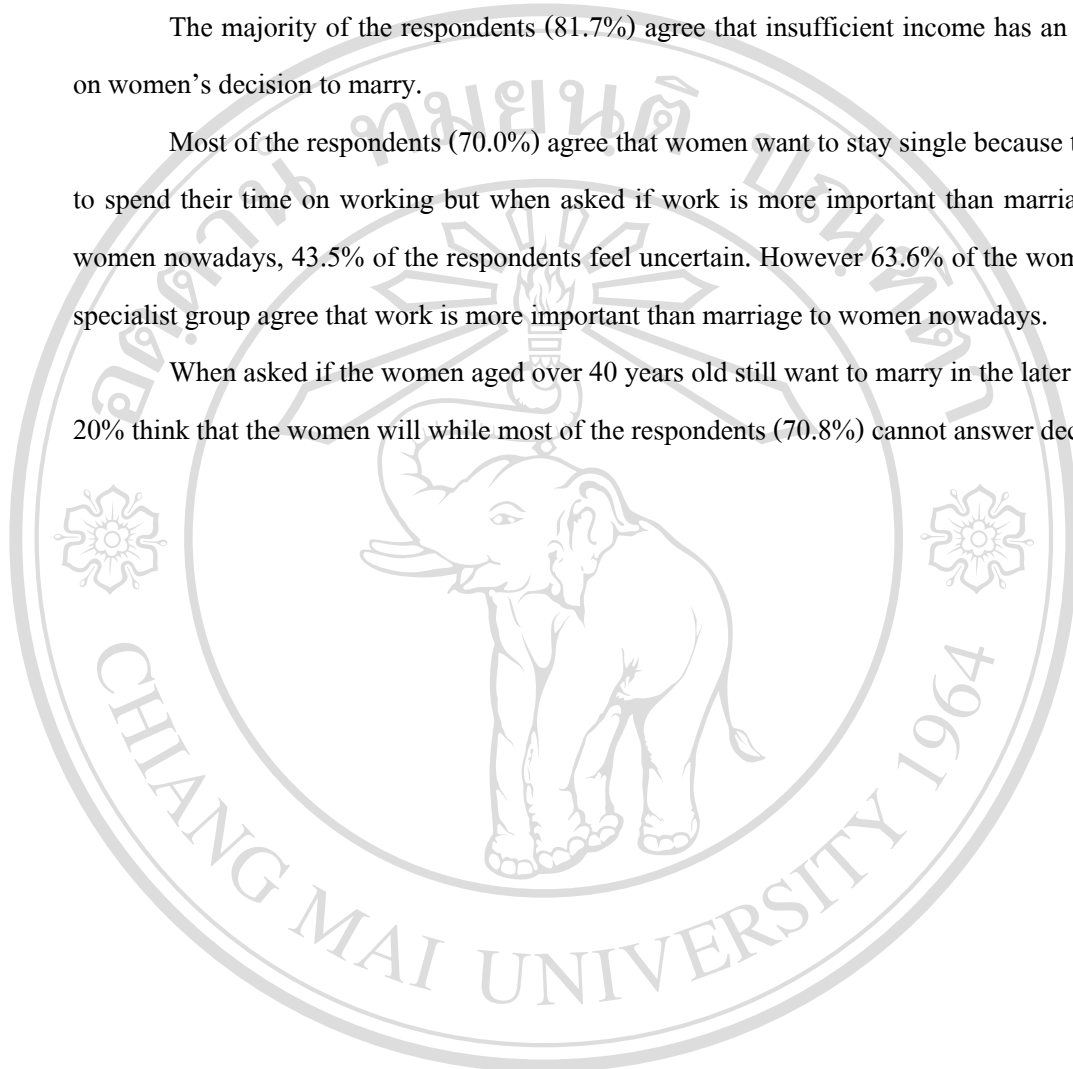 The majority of the respondents (81.7%) agree that insufficient income has an
on women’s decision to marry.
Most of the respondents (70.0%) agree that women want to stay single because
to spend their time on working but when asked if work is more important than
women nowadays, 43.5% of the respondents feel uncertain. However 63.6% of the
specialist group agree that work is more important than marriage to women nowadays.
When asked if the women aged over 40 years old still want to marry in the later
20% think that the women will while most of the respondents (70.8%) cannot answer
CHIANG MAI UNIVERSITY 1964